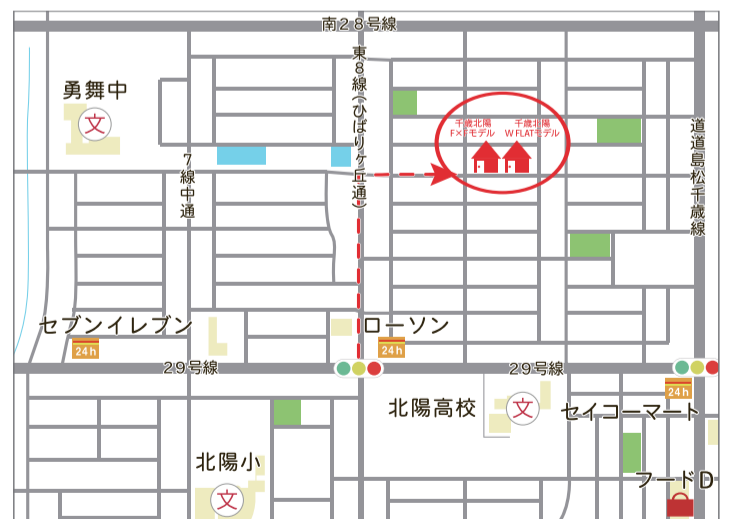 南28号線
東8線(ひばりヶ丘通)
勇舞中
文
千歳北陽
F×Fモデル
千歳北陽
W FLATモデル
道道島松千歳線
7線中通
セブンイレブン
24h
ローソン
24h
29号線
29号線
24h
北陽高校
文
セイコーマート
北陽小
文
フードD